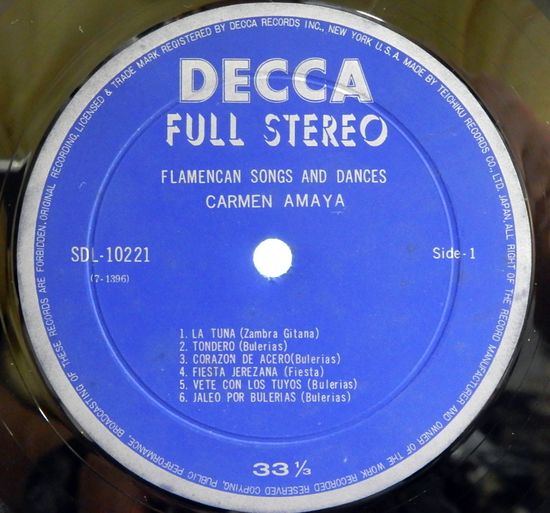 DECCA
FULL STEREO
FLAMENCAN SONGS AND DANCES
CARMEN AMAYA
SDL-10221
Side-1
(7-1396)
1. LA TUNA (Zambra Gitana)
2. TONDERO (Bulerias)
3. CORAZON DE ACERO(Bulerias)
4. FIESTA JEREZANA (Fiesta)
5. VETE CON LOS TUYOS (Bulerias)
6. JALEO POR BULERIAS (Bulerias)
33 ⅓
ORIGINAL RECORDING, LICENSED & TRADE MARK REGISTERED BY DECCA RECORDS INC., NEW YORK U.S.A. MADE BY TEICHIKU RECORDS CO., LTD. JAPAN, ALL RIGHT OF THE RECORD MANUFACTURER AND OWNER OF THE WORK RECORDED RESERVED COPYING, PUBLIC PERFORMANCE, BROADCASTING OF THESE RECORDS ARE FORBIDDEN.